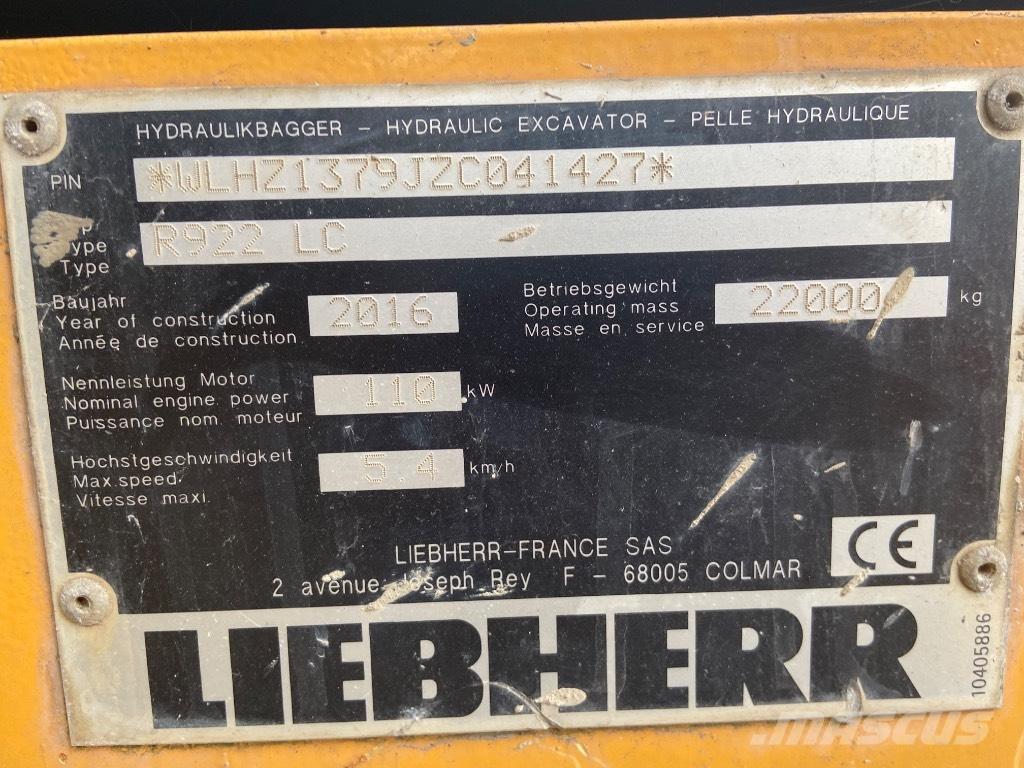 HYDRAULIKBAGGER – HYDRAULIC EXCAVATOR – PELLE HYDRAULIQUE
PIN *WLHZ1379JZC041427*
Type R922 LC
Type
Baujahr
Year of construction 2016
Année de construction
Betriebsgewicht
Operating mass 22000 kg
Masse en service
Nennleistung Motor
Nominal engine power 110 kW
Puissance nom. moteur
Höchstgeschwindigkeit
Max.speed 5.4 km/h
Vitesse maxi.
LIEBHERR–FRANCE SAS
2 avenue Joseph Rey F – 68005 COLMAR
CE
LIEBHERR
10405886
mascus